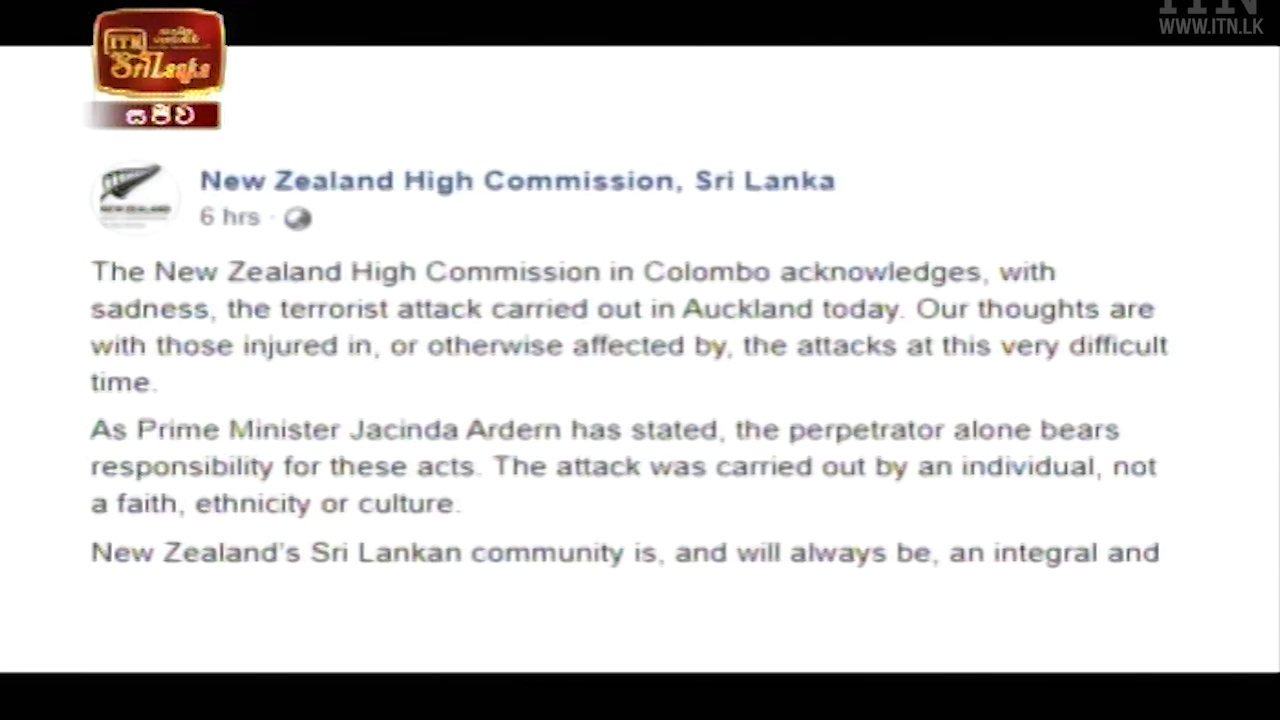 ITN
WWW.ITN.LK
ITN
Sri Lanka
සජීව
New Zealand High Commission, Sri Lanka
6 hrs ·
NEW ZEALAND
The New Zealand High Commission in Colombo acknowledges, with
sadness, the terrorist attack carried out in Auckland today. Our thoughts are
with those injured in, or otherwise affected by, the attacks at this very difficult
time.
As Prime Minister Jacinda Ardern has stated, the perpetrator alone bears
responsibility for these acts. The attack was carried out by an individual, not
a faith, ethnicity or culture.
New Zealand's Sri Lankan community is, and will always be, an integral and